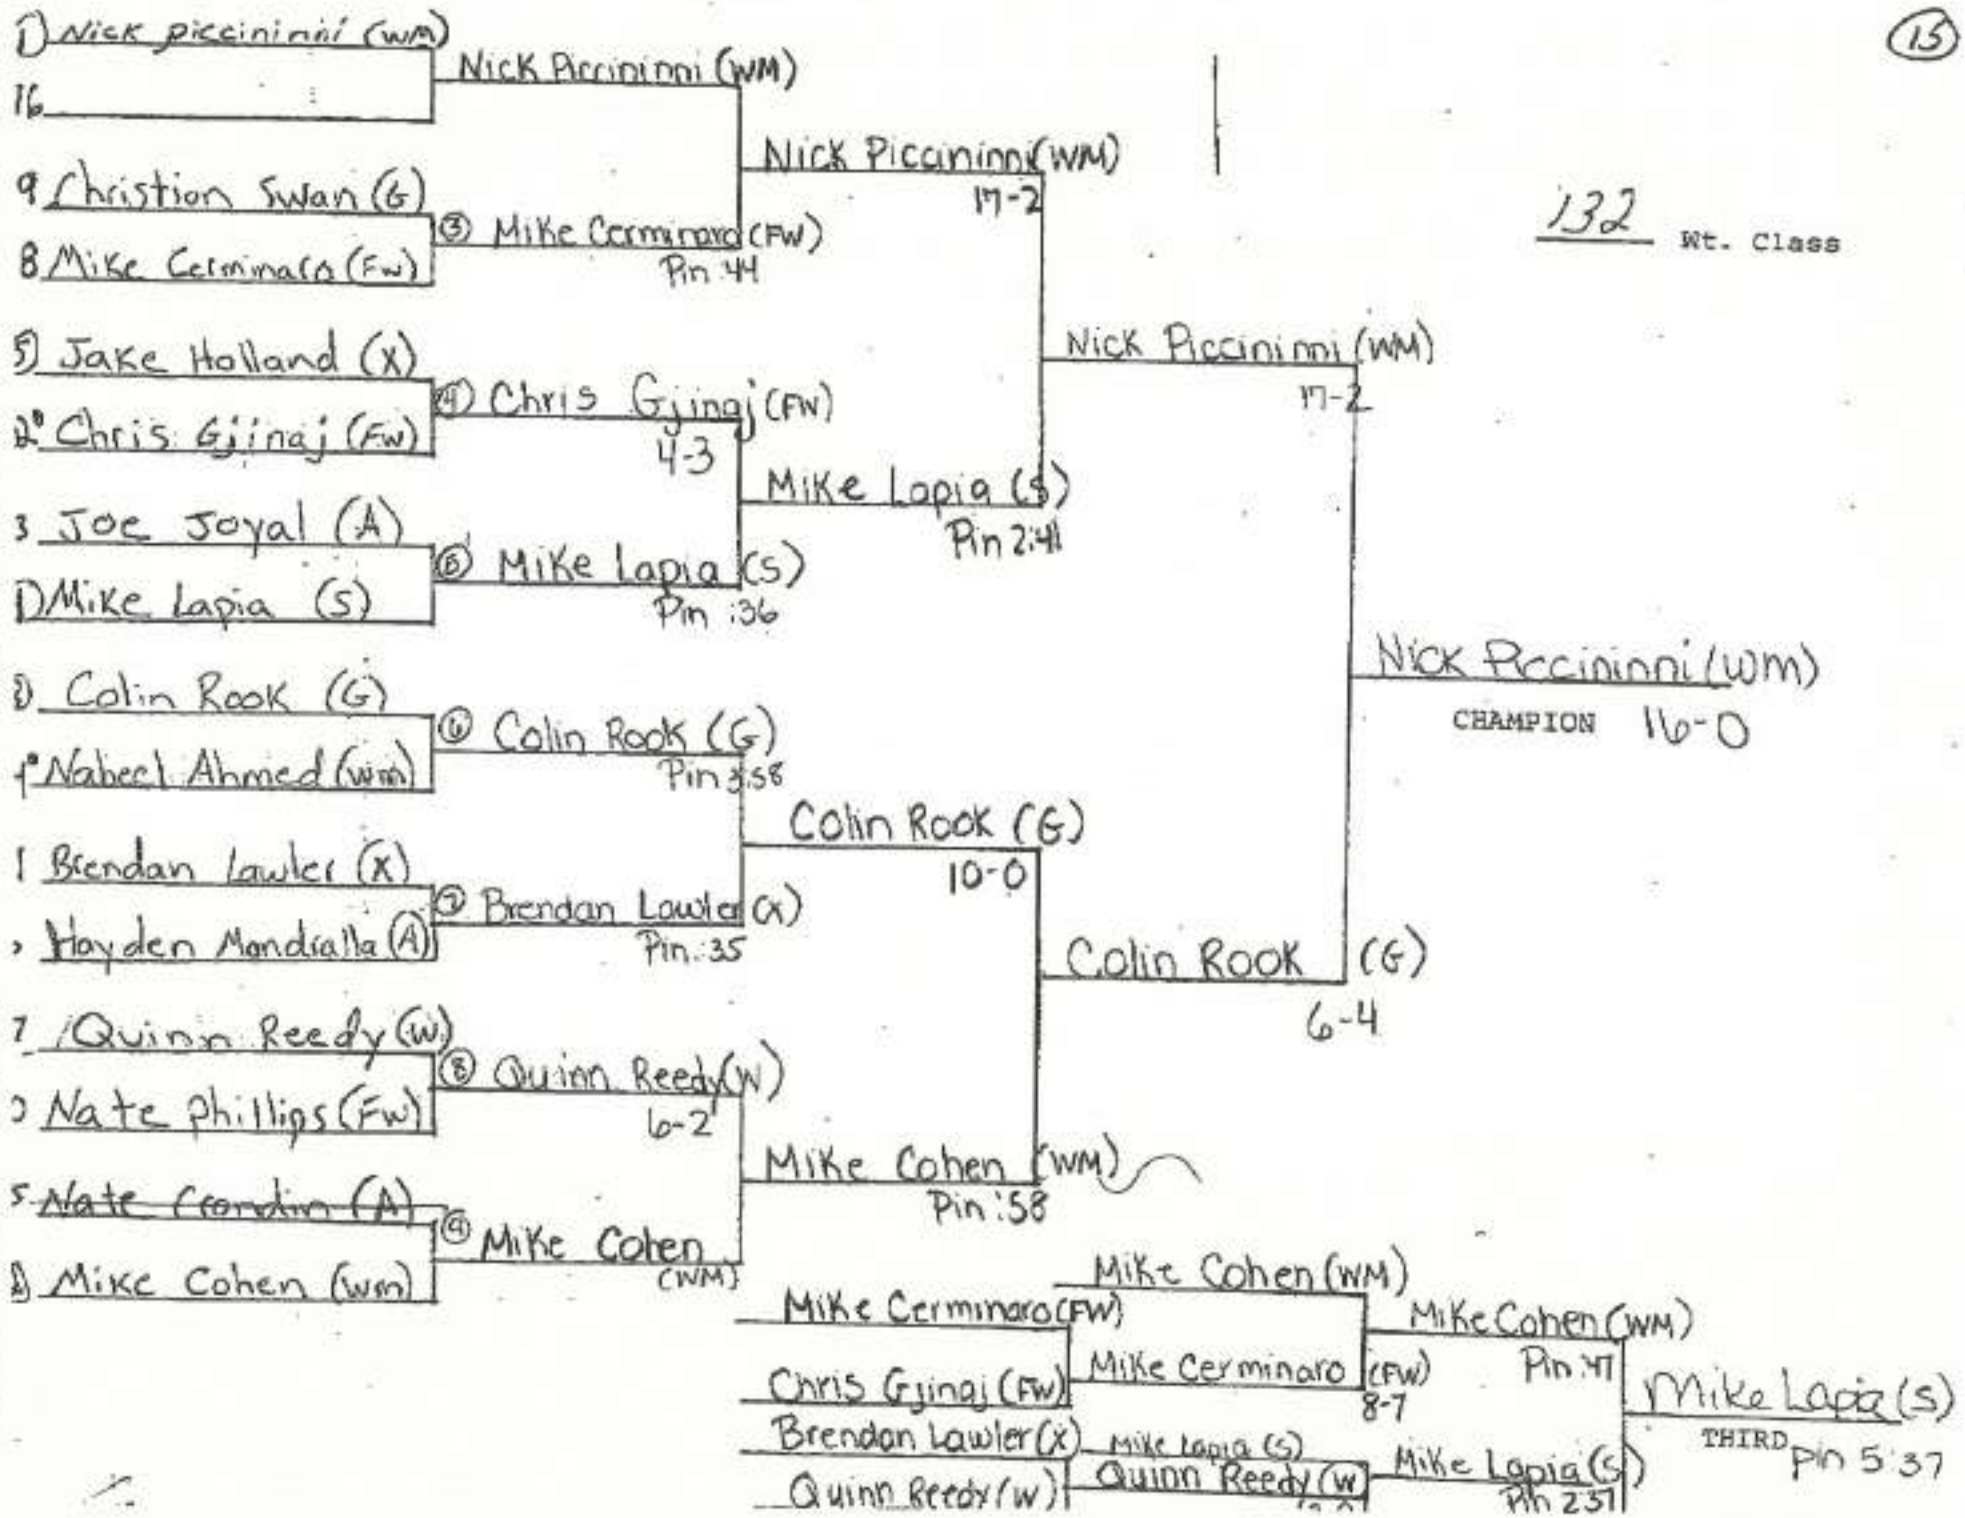 15
1) Nick Piccininni (WM)
16
Nick Piccininni (WM)
9 Christian Swan (G)
8 Mike Cerminaro (FW)
3 Mike Cerminaro (FW)
Pin :44
Nick Piccininni (WM)
17-2
132 Wt. Class
5) Jake Holland (X)
Chris Gjinaj (FW)
4 Chris Gjinaj (FW)
4-3
3 Joe Joyal (A)
Mike Lapia (S)
5 Mike Lapia (S)
Pin :36
Mike Lapia (S)
Pin 2:41
Nick Piccininni (WM)
17-2
Colin Rook (G)
Nabeel Ahmed (WM)
6 Colin Rook (G)
Pin 3:58
1 Brendan Lawler (X)
Hayden Mondialla (A)
7 Brendan Lawler (X)
Pin :35
Colin Rook (G)
10-0
7 Quinn Reedy (W)
Nate Phillips (FW)
8 Quinn Reedy (W)
6-2
5 Nate (A)
Mike Cohen (WM)
9 Mike Cohen (WM)
Mike Cohen (WM)
Pin :58
Colin Rook (G)
6-4
Nick Piccininni (WM)
CHAMPION 16-0
Mike Cerminaro (FW)
Chris Gjinaj (FW)
Brendan Lawler (X)
Quinn Reedy (W)
Mike Cohen (WM)
Mike Cerminaro (FW)
8-7
Mike Lapia (S)
Quinn Reedy (W
Mike Cohen (WM)
Pin :47
Mike Lapia (S)
Pin 2:37
Mike Lapia (S)
THIRD Pin 5:37